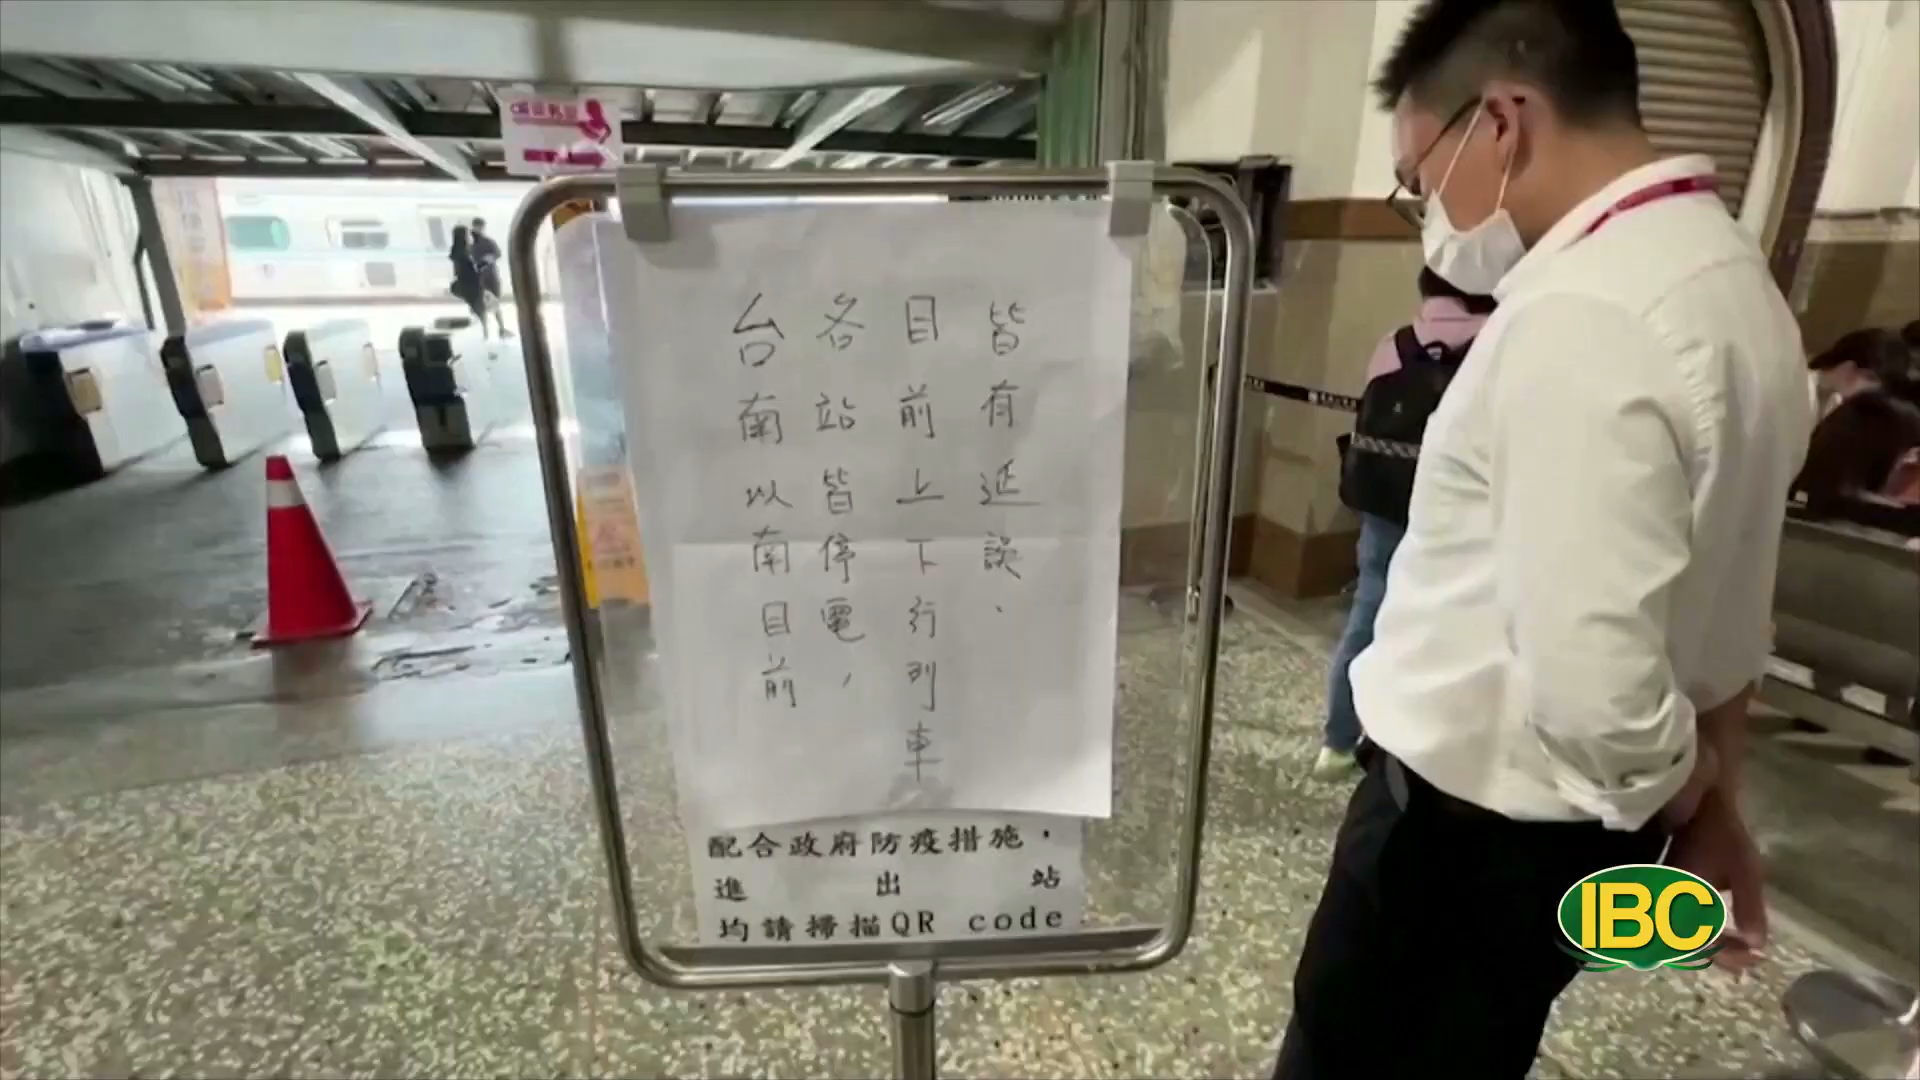 台南以南目前
各站皆停電，
目前上下行列車
皆有延誤.
配合政府防疫措施，
進出站
均請掃描QR code
IBC